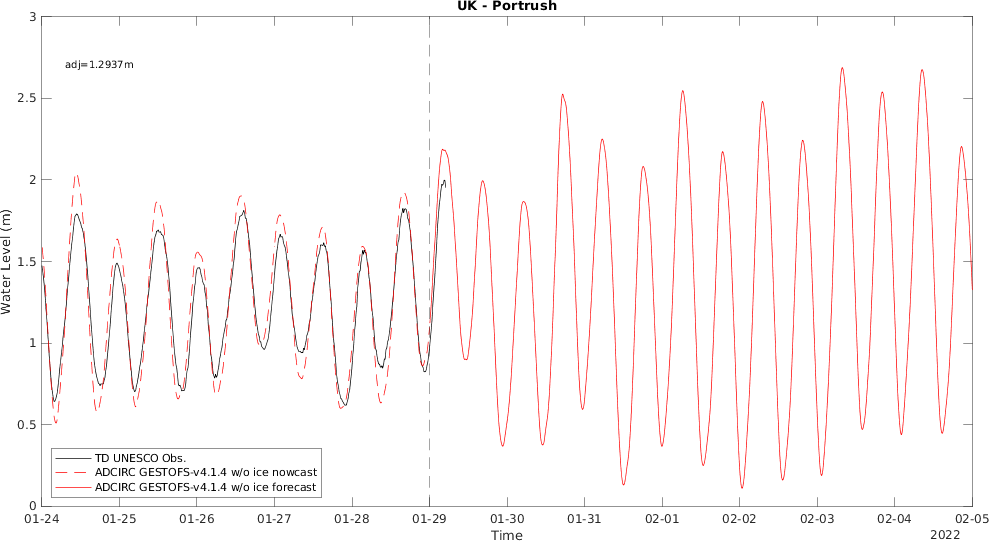 UK - Portrush
adj=1.2937m
3
2.5
2
1.5
1
0.5
0
Water Level (m)
TD UNESCO Obs.
ADCIRC GESTOFS-v4.1.4 w/o ice nowcast
ADCIRC GESTOFS-v4.1.4 w/o ice forecast
01-24 01-25 01-26 01-27 01-28 01-29 01-30 01-31 02-01 02-02 02-03 02-04 02-05
Time
2022